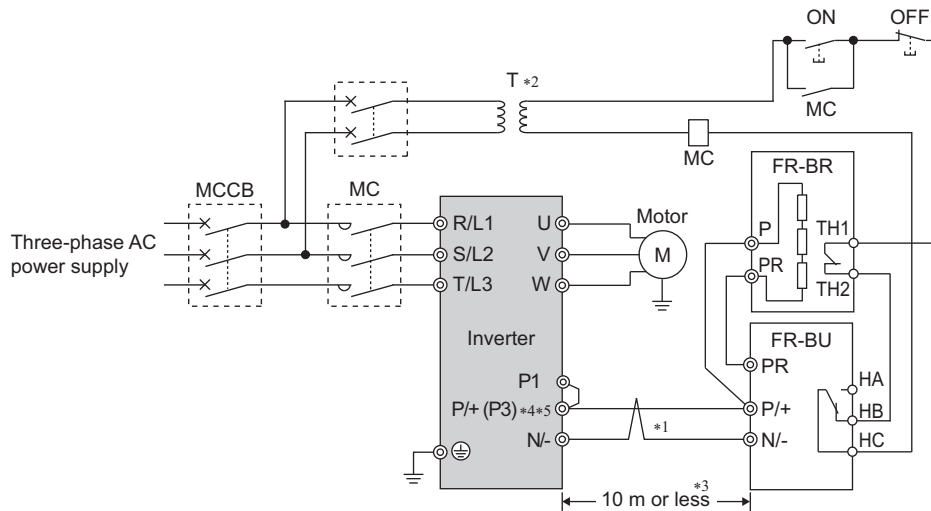 ON
OFF
T *2
MC
MC
FR-BR
MCCB
MC
R/L1
U
Motor
P
TH1
Three-phase AC
power supply
S/L2
V
M
PR
TH2
T/L3
W
Inverter
FR-BU
PR
P1
HA
P/+ (P3) *4*5
P/+
HB
N/-
*1
N/-
HC
10 m or less *3